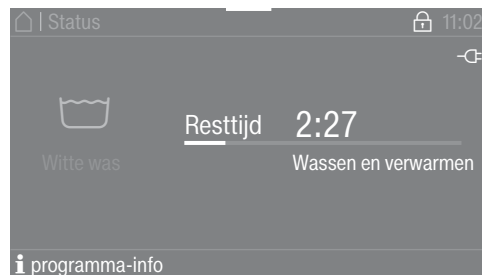 | Status 11:02
Resttijd 2:27
Witte was
Wassen en verwarmen
i programma-info